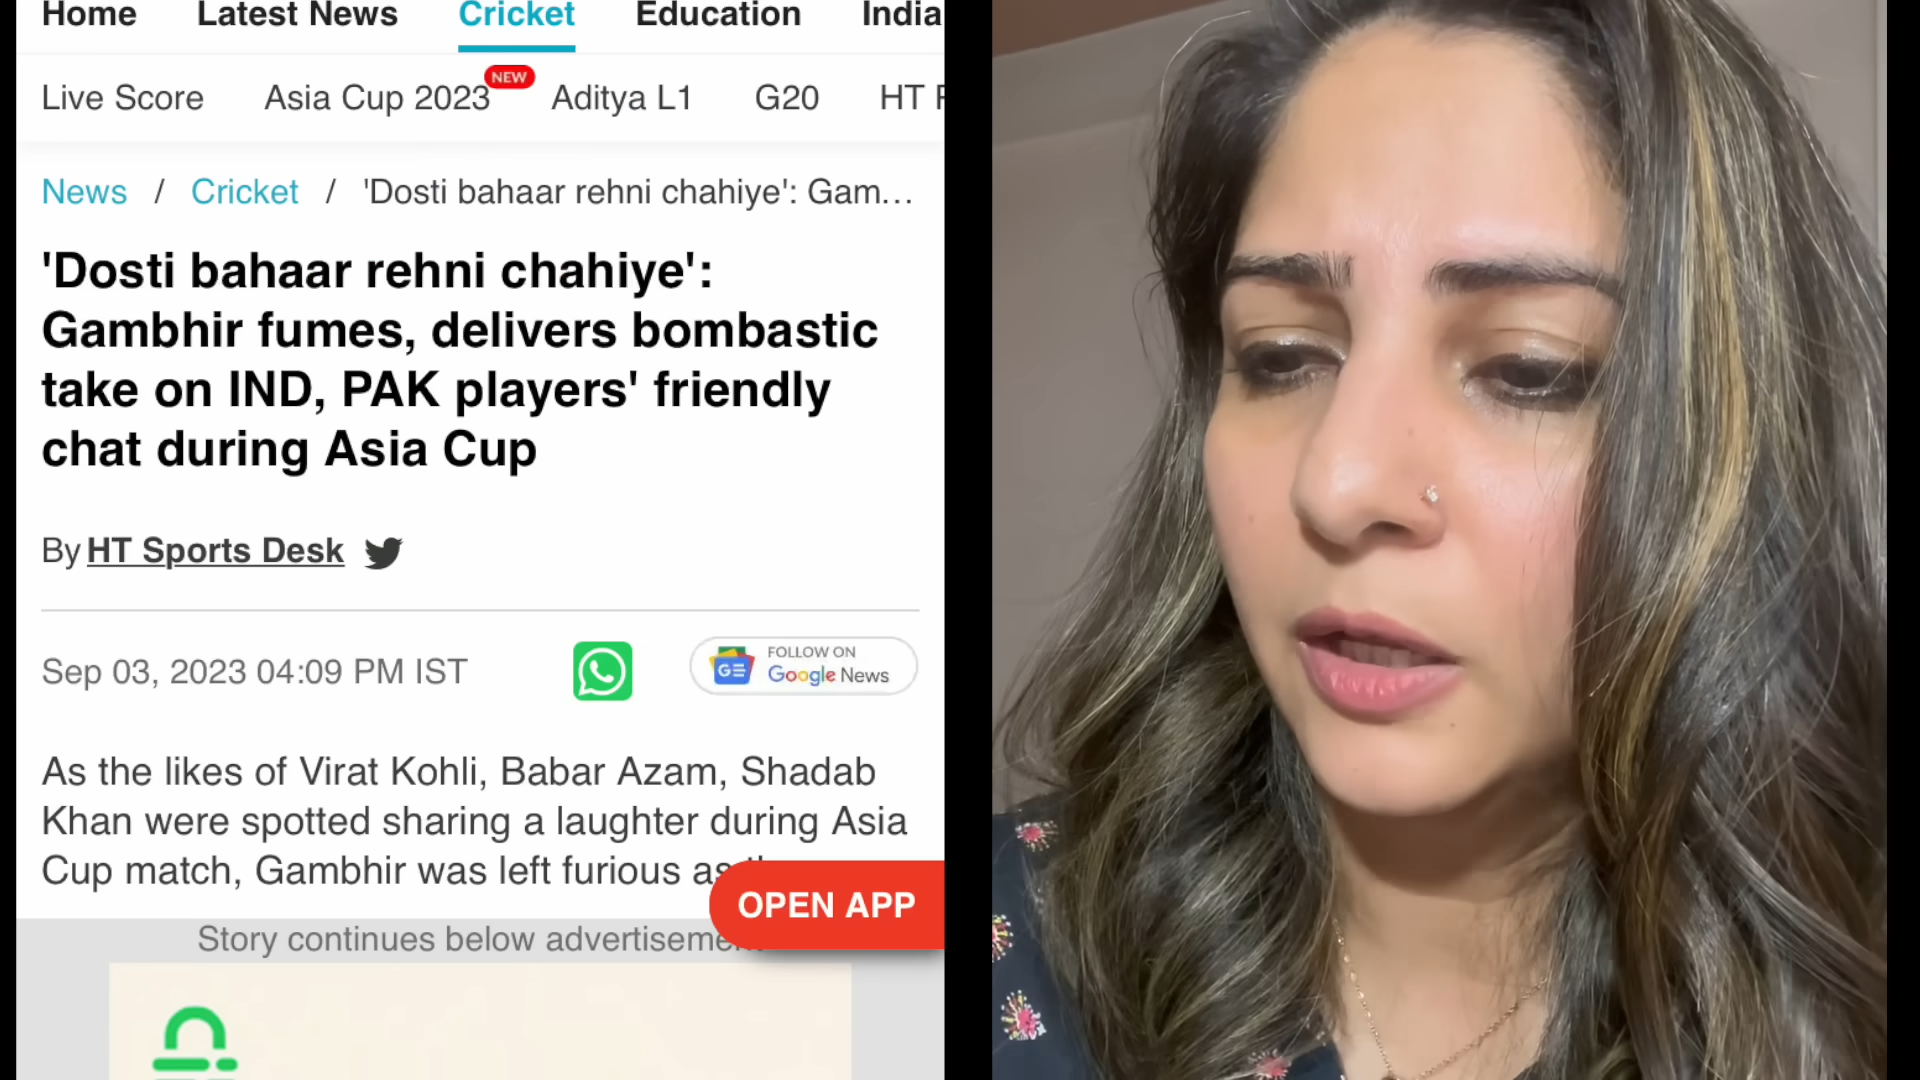 Home Latest News Cricket Education India
Live Score Asia Cup 2023 NEW Aditya L1 G20 HT
News / Cricket / 'Dosti bahaar rehni chahiye': Gam...
'Dosti bahaar rehni chahiye':
Gambhir fumes, delivers bombastic
take on IND, PAK players' friendly
chat during Asia Cup
By HT Sports Desk
Sep 03, 2023 04:09 PM IST
FOLLOW ON
GE Google News
As the likes of Virat Kohli, Babar Azam, Shadab
Khan were spotted sharing a laughter during Asia
Cup match, Gambhir was left furious as
OPEN APP
Story continues below